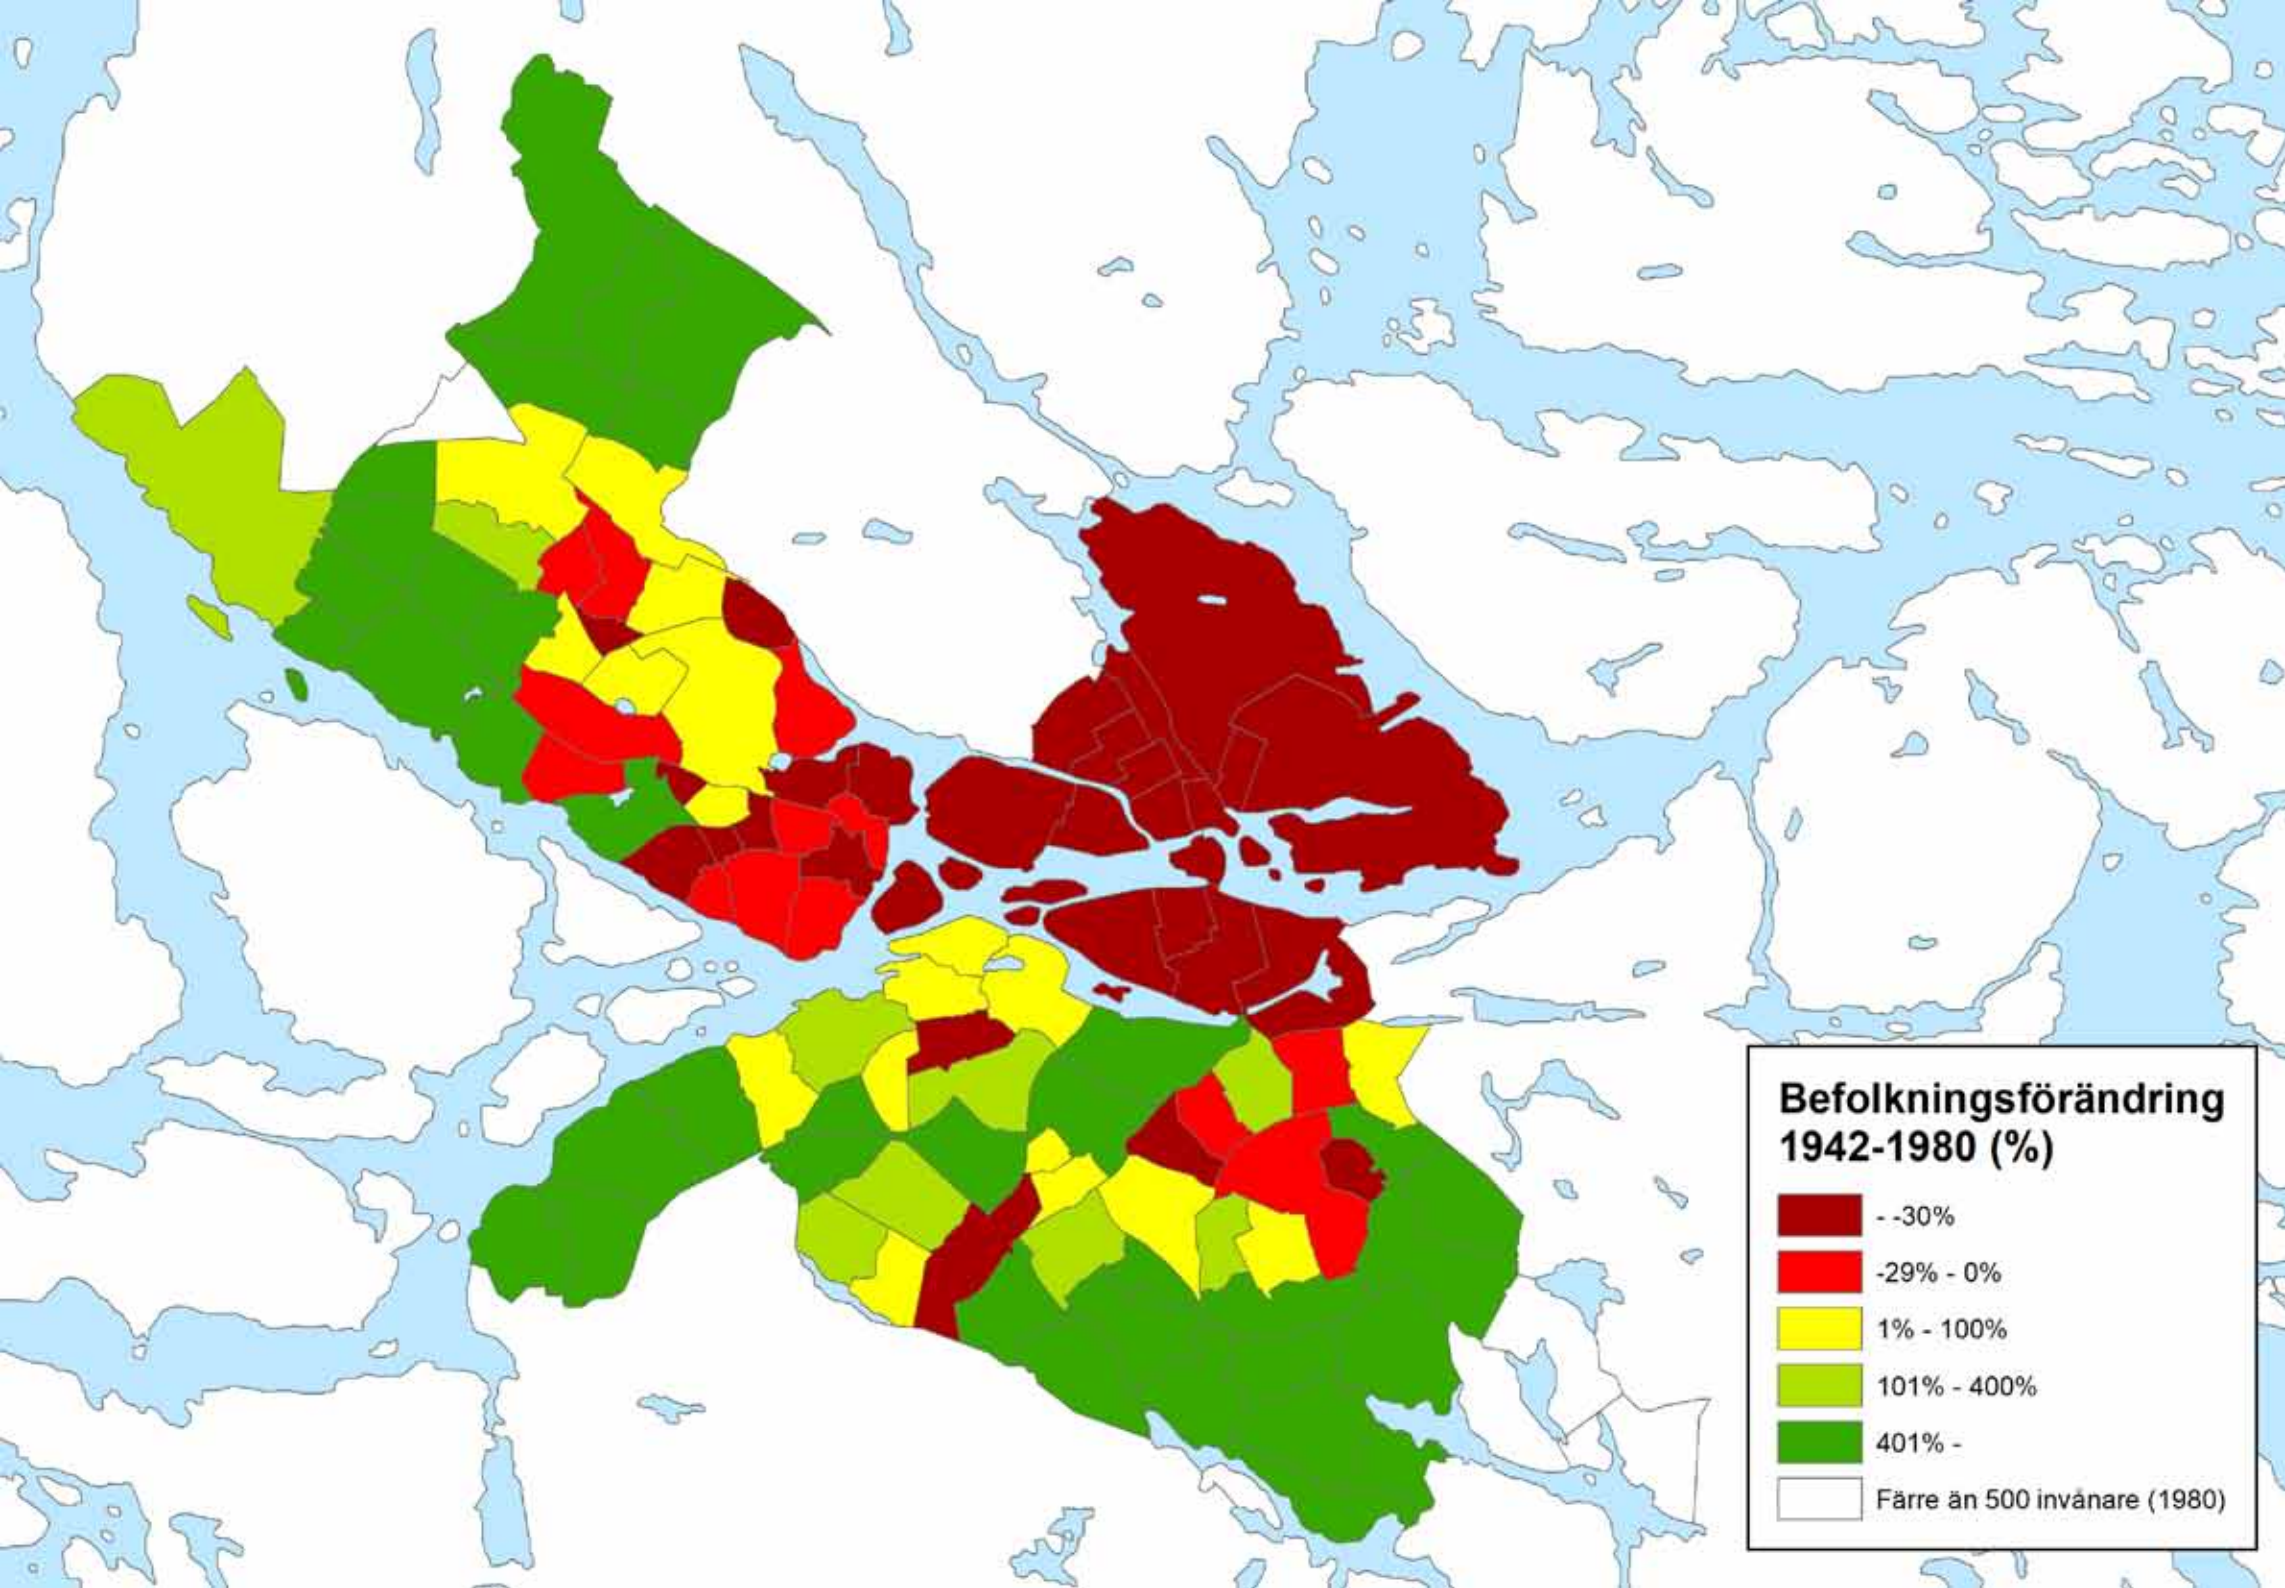 Befolkningsförändring
1942-1980 (%)
- -30%
-29% - 0%
1% - 100%
101% - 400%
401% -
Färre än 500 invånare (1980)